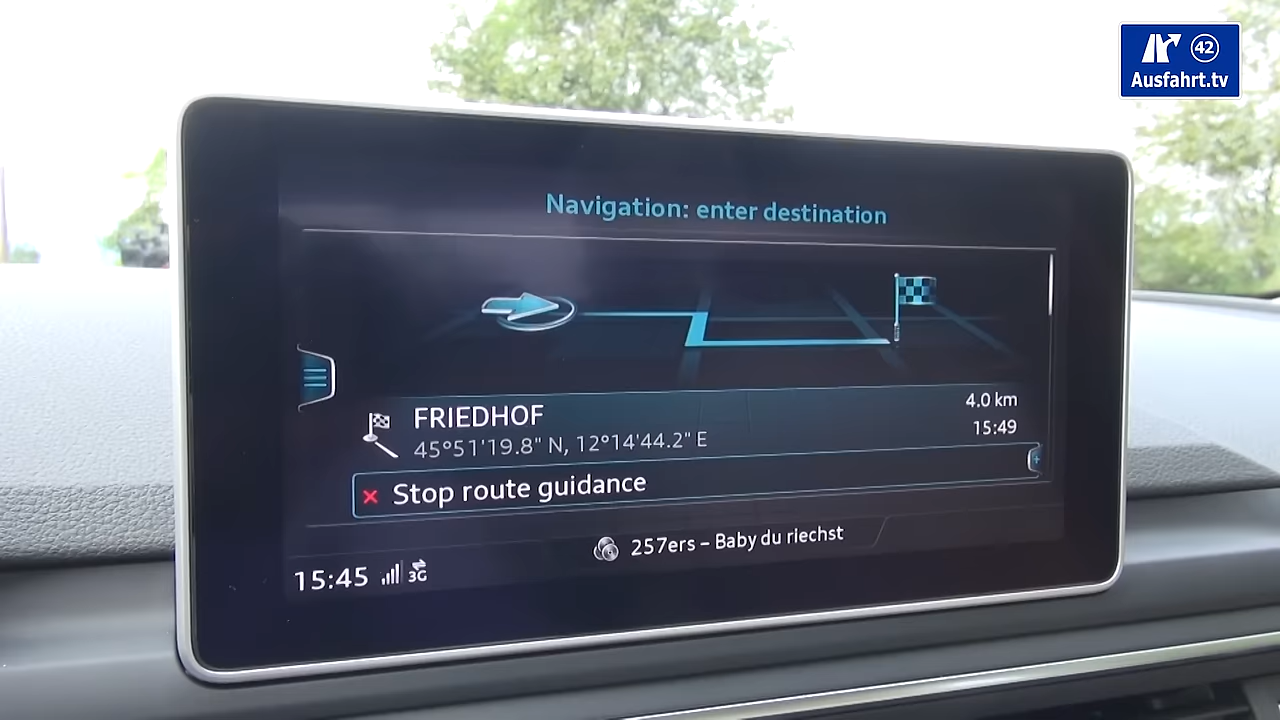 42
Ausfahrt.tv
Navigation: enter destination
FRIEDHOF
4.0 km
45°51'19.8" N, 12°14'44.2" E
15:49
Stop route guidance
257ers – Baby du riechst
15:45 3G